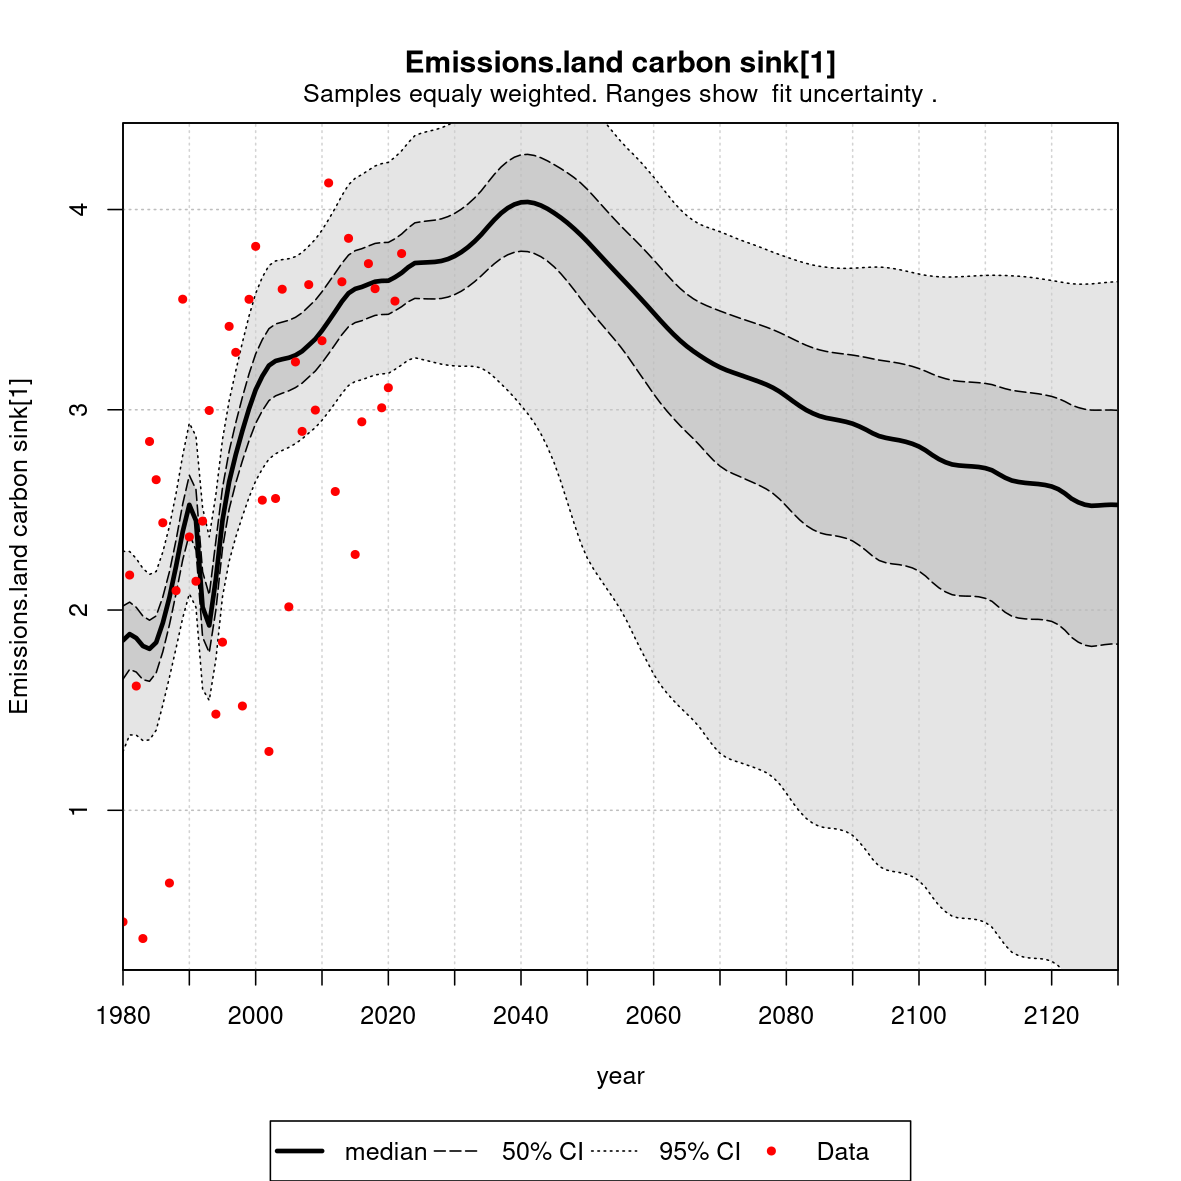 Emissions.land carbon sink[1]
Samples equaly weighted. Ranges show  fit uncertainty .
Emissions.land carbon sink[1]
4
3
2
1
1980 2000 2020 2040 2060 2080 2100 2120
year
median 50% CI 95% CI Data